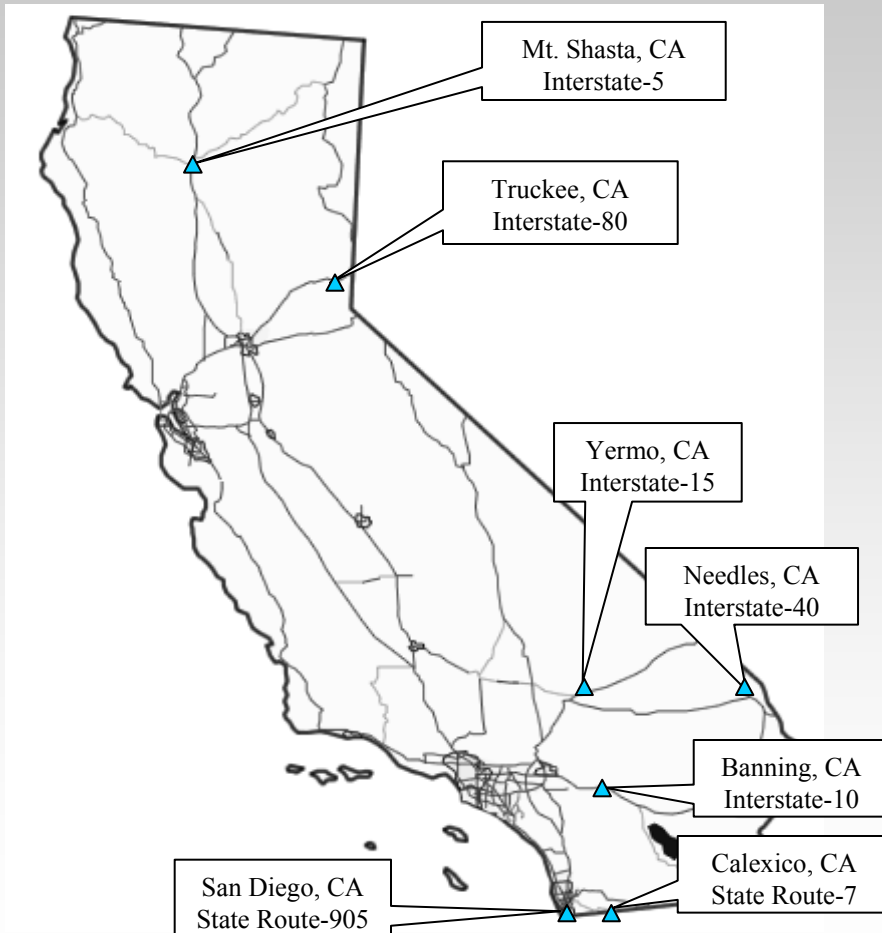 Mt. Shasta, CA
Interstate-5
Truckee, CA
Interstate-80
Yermo, CA
Interstate-15
Needles, CA
Interstate-40
Banning, CA
Interstate-10
Calexico, CA
State Route-7
San Diego, CA
State Route-905